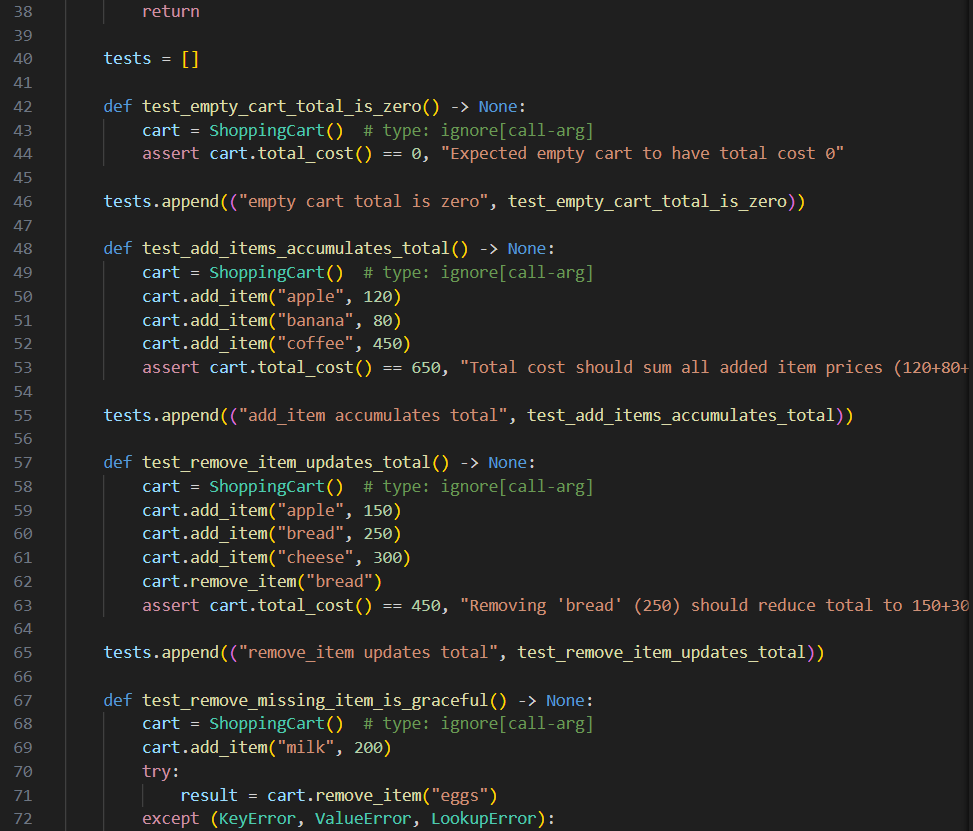 38 return
39
40 tests = []
41
42 def test_empty_cart_total_is_zero() -> None:
43 cart = ShoppingCart()  # type: ignore[call-arg]
44 assert cart.total_cost() == 0, "Expected empty cart to have total cost 0"
45
46 tests.append(("empty cart total is zero", test_empty_cart_total_is_zero))
47
48 def test_add_items_accumulates_total() -> None:
49 cart = ShoppingCart()  # type: ignore[call-arg]
50 cart.add_item("apple", 120)
51 cart.add_item("banana", 80)
52 cart.add_item("coffee", 450)
53 assert cart.total_cost() == 650, "Total cost should sum all added item prices (120+80+
54
55 tests.append(("add_item accumulates total", test_add_items_accumulates_total))
56
57 def test_remove_item_updates_total() -> None:
58 cart = ShoppingCart()  # type: ignore[call-arg]
59 cart.add_item("apple", 150)
60 cart.add_item("bread", 250)
61 cart.add_item("cheese", 300)
62 cart.remove_item("bread")
63 assert cart.total_cost() == 450, "Removing 'bread' (250) should reduce total to 150+30
64
65 tests.append(("remove_item updates total", test_remove_item_updates_total))
66
67 def test_remove_missing_item_is_graceful() -> None:
68 cart = ShoppingCart()  # type: ignore[call-arg]
69 cart.add_item("milk", 200)
70 try:
71 result = cart.remove_item("eggs")
72 except (KeyError, ValueError, LookupError):